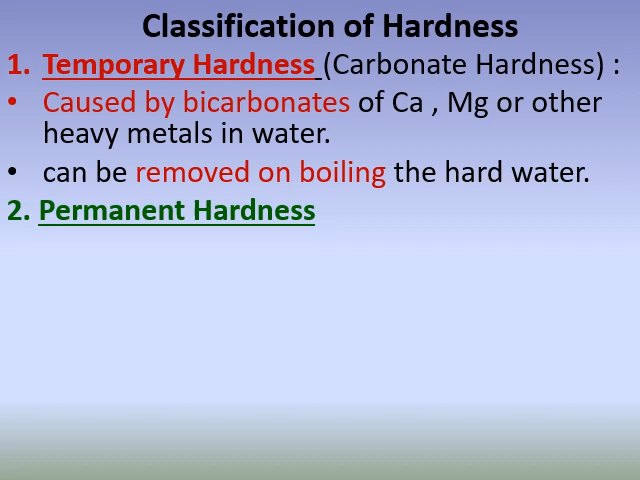 Classification of Hardness
1. Temporary Hardness (Carbonate Hardness) :
• Caused by bicarbonates of Ca , Mg or other
heavy metals in water.
• can be removed on boiling the hard water.
2. Permanent Hardness